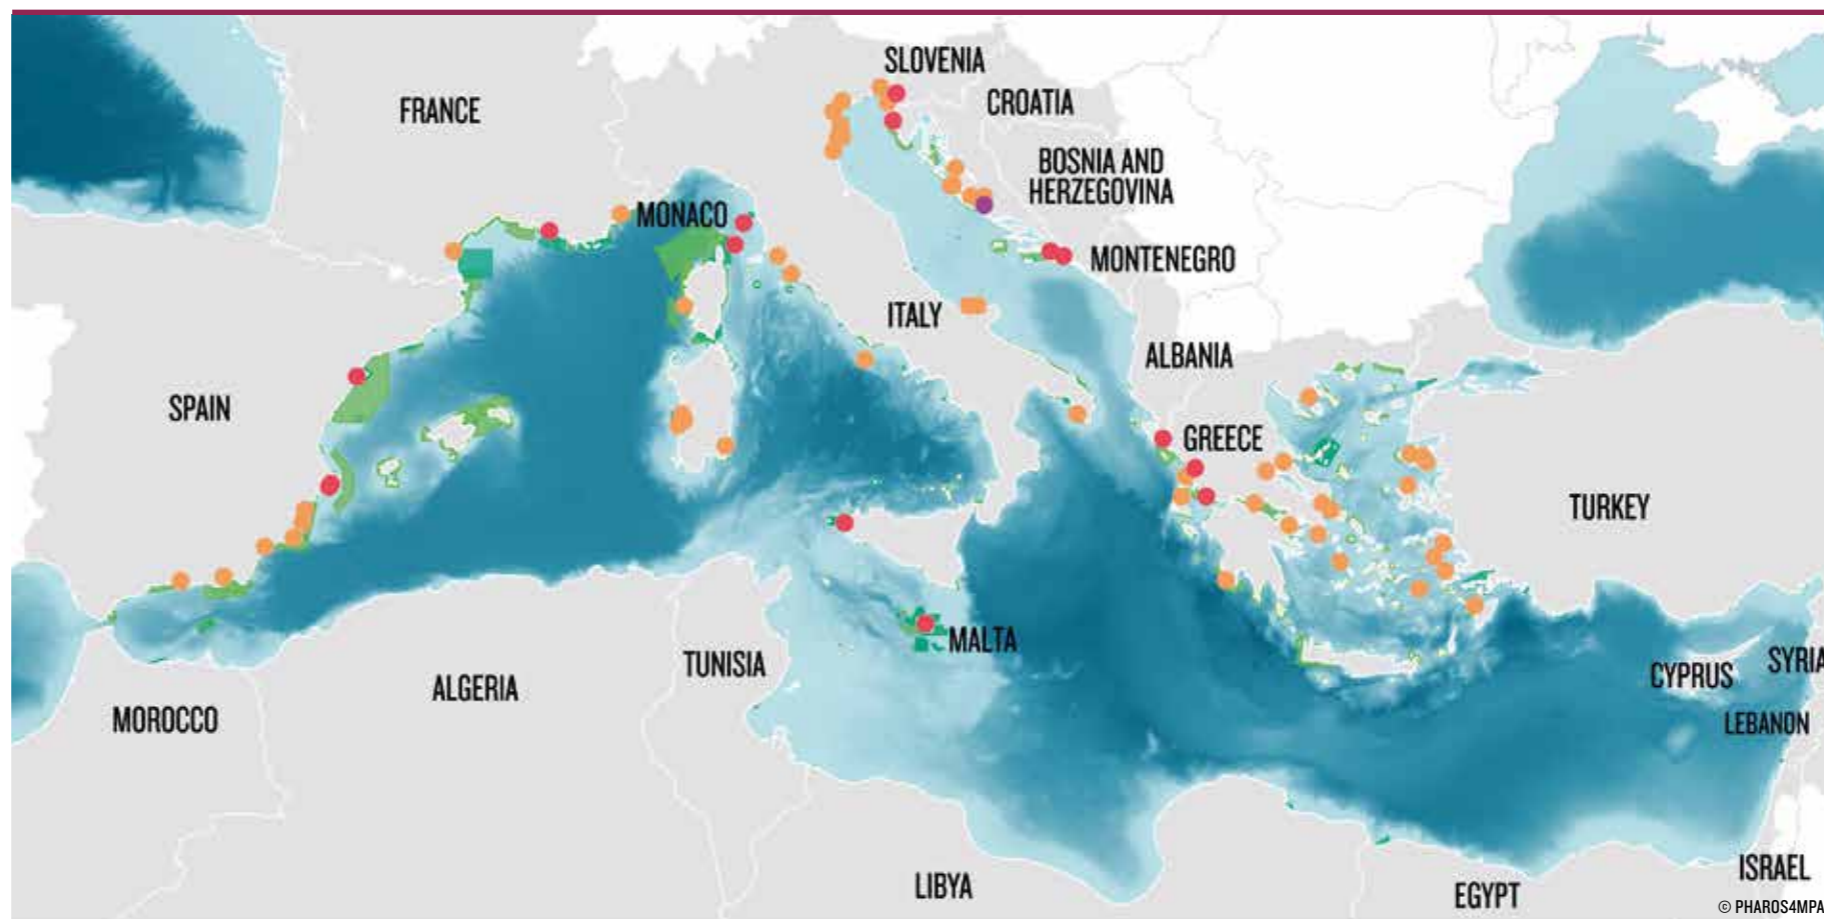 SLOVENIA
FRANCE
CROATIA
BOSNIA AND
HERZEGOVINA
MONACO
MONTENEGRO
ITALY
ALBANIA
SPAIN
GREECE
TURKEY
MALTA
TUNISIA
SYRIA
CYPRUS
ALGERIA
MOROCCO
LEBANON
ISRAEL
LIBYA
EGYPT
© PHAROS4MPA